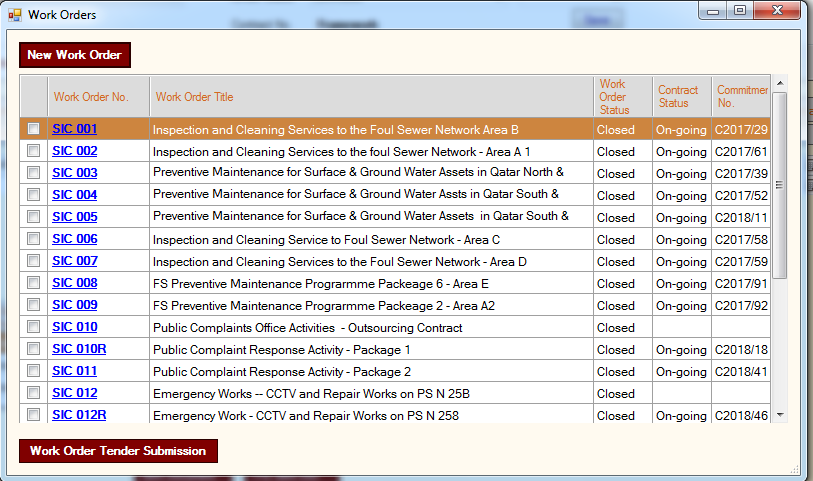 Work Orders
New Work Order
Work Order No. Work Order Title Work Order Status Contract Status Commitmer No.
SIC 001 Inspection and Cleaning Services to the Foul Sewer Network Area B Closed On-going C2017/29
SIC 002 Inspection and Cleaning Services to the foul Sewer Network - Area A 1 Closed On-going C2017/61
SIC 003 Preventive Maintenance for Surface & Ground Water Assets in Qatar North & Closed On-going C2017/39
SIC 004 Preventive Maintenance for Surface & Ground Water Assts in Qatar South & Closed On-going C2017/52
SIC 005 Preventive Maintenance for Surface & Ground Water Assets in Qatar South & Closed On-going C2018/11
SIC 006 Inspection and Cleaning Service to Foul Sewer Network - Area C Closed On-going C2017/58
SIC 007 Inspection and Cleaning Services to the Foul Sewer Network - Area D Closed On-going C2017/59
SIC 008 FS Preventive Maintenance Programme Packeage 6 - Area E Closed On-going C2017/91
SIC 009 FS Preventive Maintenance Programme Packeage 2 - Area A2 Closed On-going C2017/92
SIC 010 Public Complaints Office Activities - Outsourcing Contract Closed
SIC 010R Public Complaint Response Activity - Package 1 Closed On-going C2018/18
SIC 011 Public Complaint Response Activity - Package 2 Closed On-going C2018/41
SIC 012 Emergency Works -- CCTV and Repair Works on PS N 25B Closed
SIC 012R Emergency Work - CCTV and Repair Works on PS N 258 Closed On-going C2018/46
Work Order Tender Submission